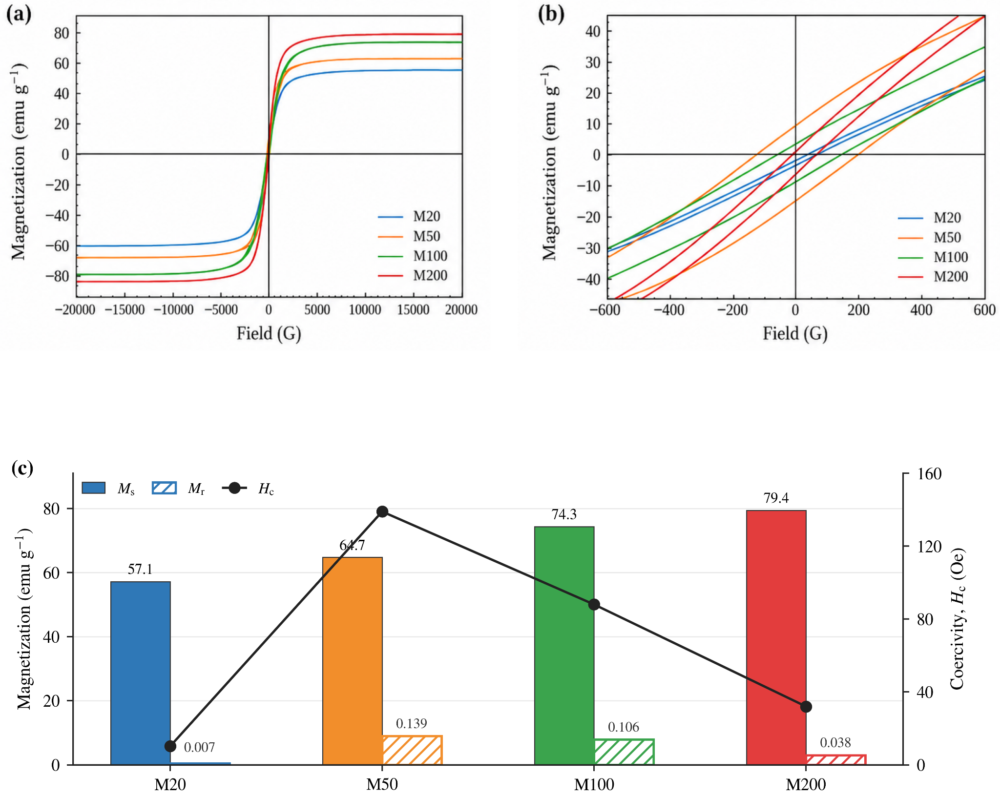 (a)
Magnetization (emu g⁻¹)
80
60
40
20
0
−20
−40
−60
−80
M20
M50
M100
M200
−20000 −15000 −10000 −5000 0 5000 10000 15000 20000
Field (G)
(b)
Magnetization (emu g⁻¹)
40
30
20
10
0
−10
−20
−30
−40
M20
M50
M100
M200
−600 −400 −200 0 200 400 600
Field (G)
(c)
Ms Mr Hc
Magnetization (emu g⁻¹)
80
60
40
20
0
57.1
0.007
64.7
0.139
74.3
0.106
79.4
0.038
160
120
80
40
0
Coercivity, Hc (Oe)
M20 M50 M100 M200